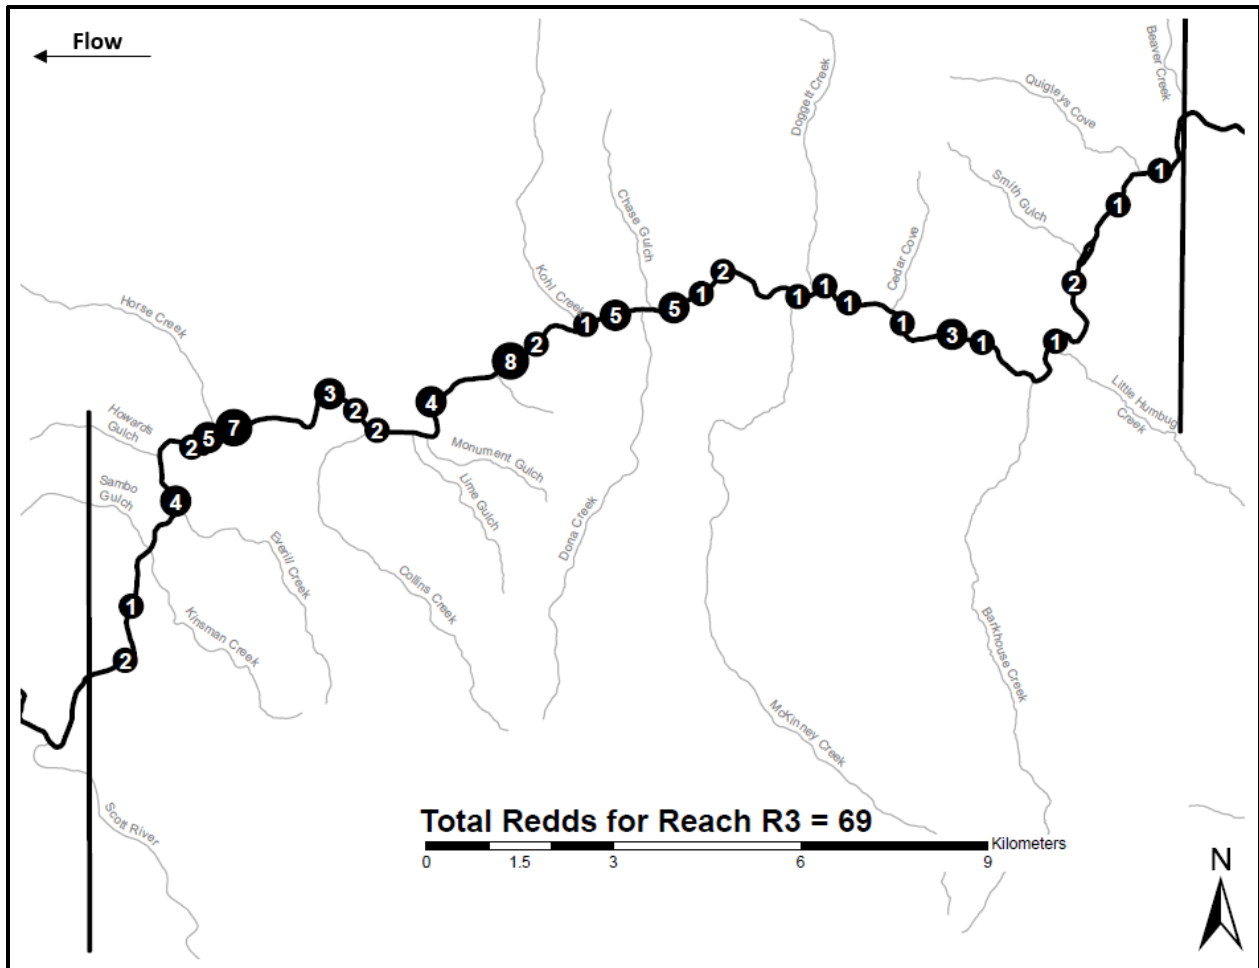 Flow
Beaver Creek
Quigleys Cove
Doggett Creek
Smith Gulch
1
1
Chase Gulch
Cedar Cove
Kohl Creek
2
2
1
1
1
1
5
5
1
1
3
1
1
Horse Creek
2
8
Little Humbug
Creek
3
4
2
2
Howards
Gulch
7
5
2
Monument Gulch
Lime Gulch
Sambo
Gulch
4
Dona Creek
Everill Creek
Collins Creek
1
Kinsman Creek
Barkhouse Creek
2
McKinney Creek
Scott River
Total Redds for Reach R3 = 69
Kilometers
0 1.5 3 6 9
N